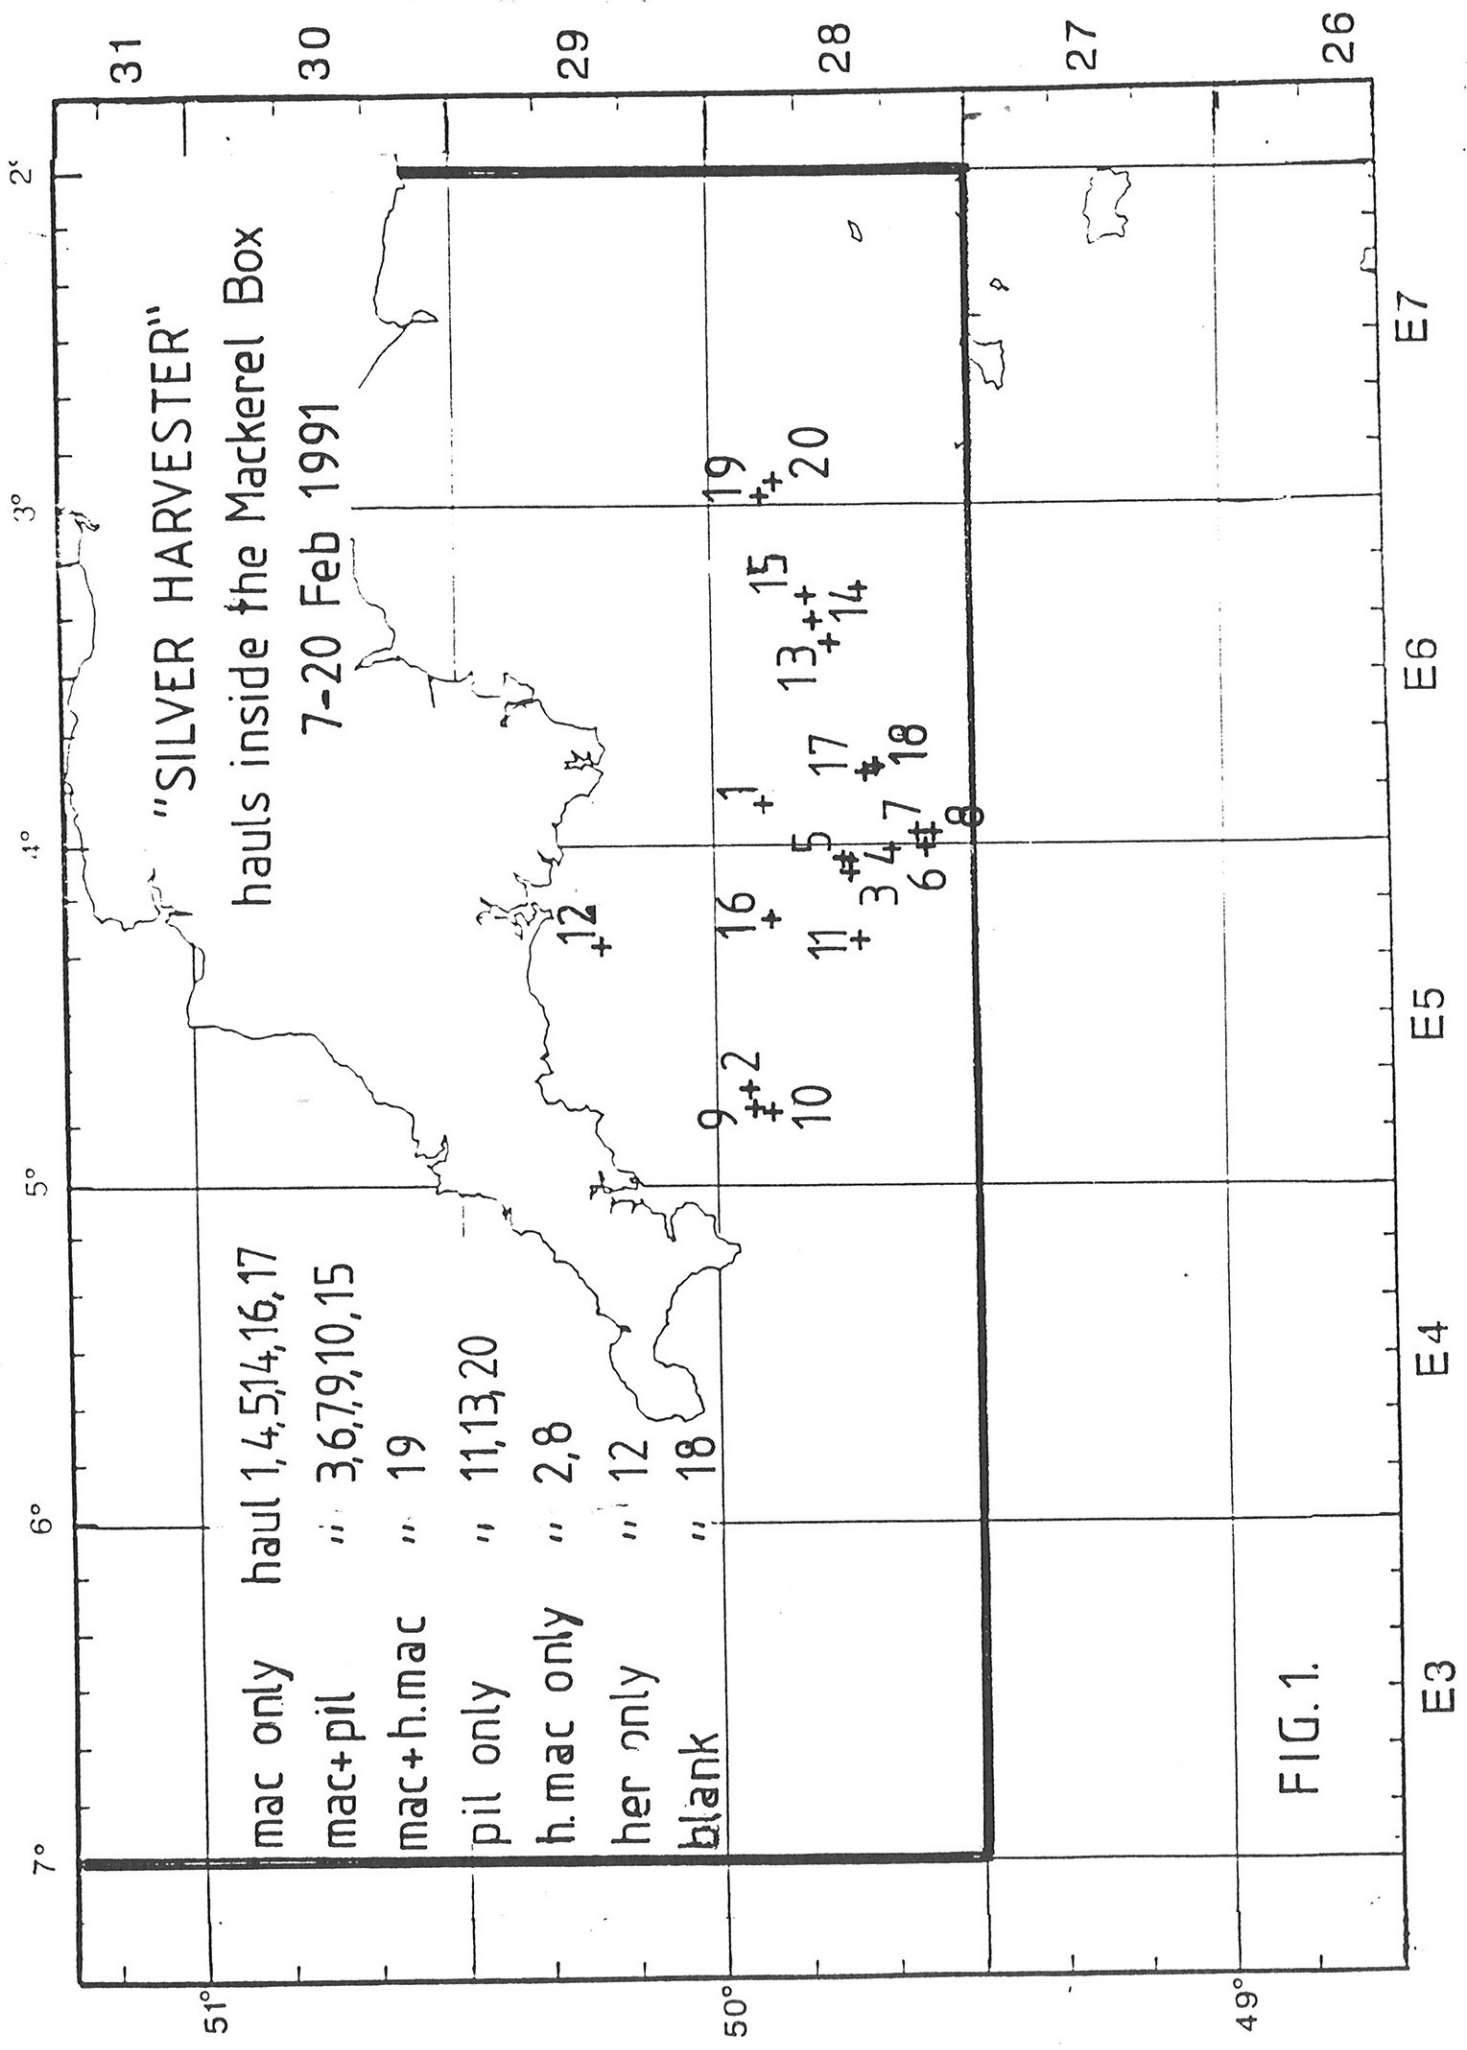 7° 6° 5° 4° 3° 2°
"SILVER HARVESTER"
hauls inside the Mackerel Box
7-20 Feb 1991
mac only haul 1,4,5,14,16,17
mac+pil " 3,6,7,9,10,15
mac+h.mac " 19
pil only " 11,13,20
h.mac only " 2,8
her only " 12
blank " 18
51°
50°
49°
31
30
29
28
27
26
12
9
2
10
16
11
1
5
3
4
6
7
8
17
18
13
15
14
19
20
FIG. 1.
E3 E4 E5 E6 E7